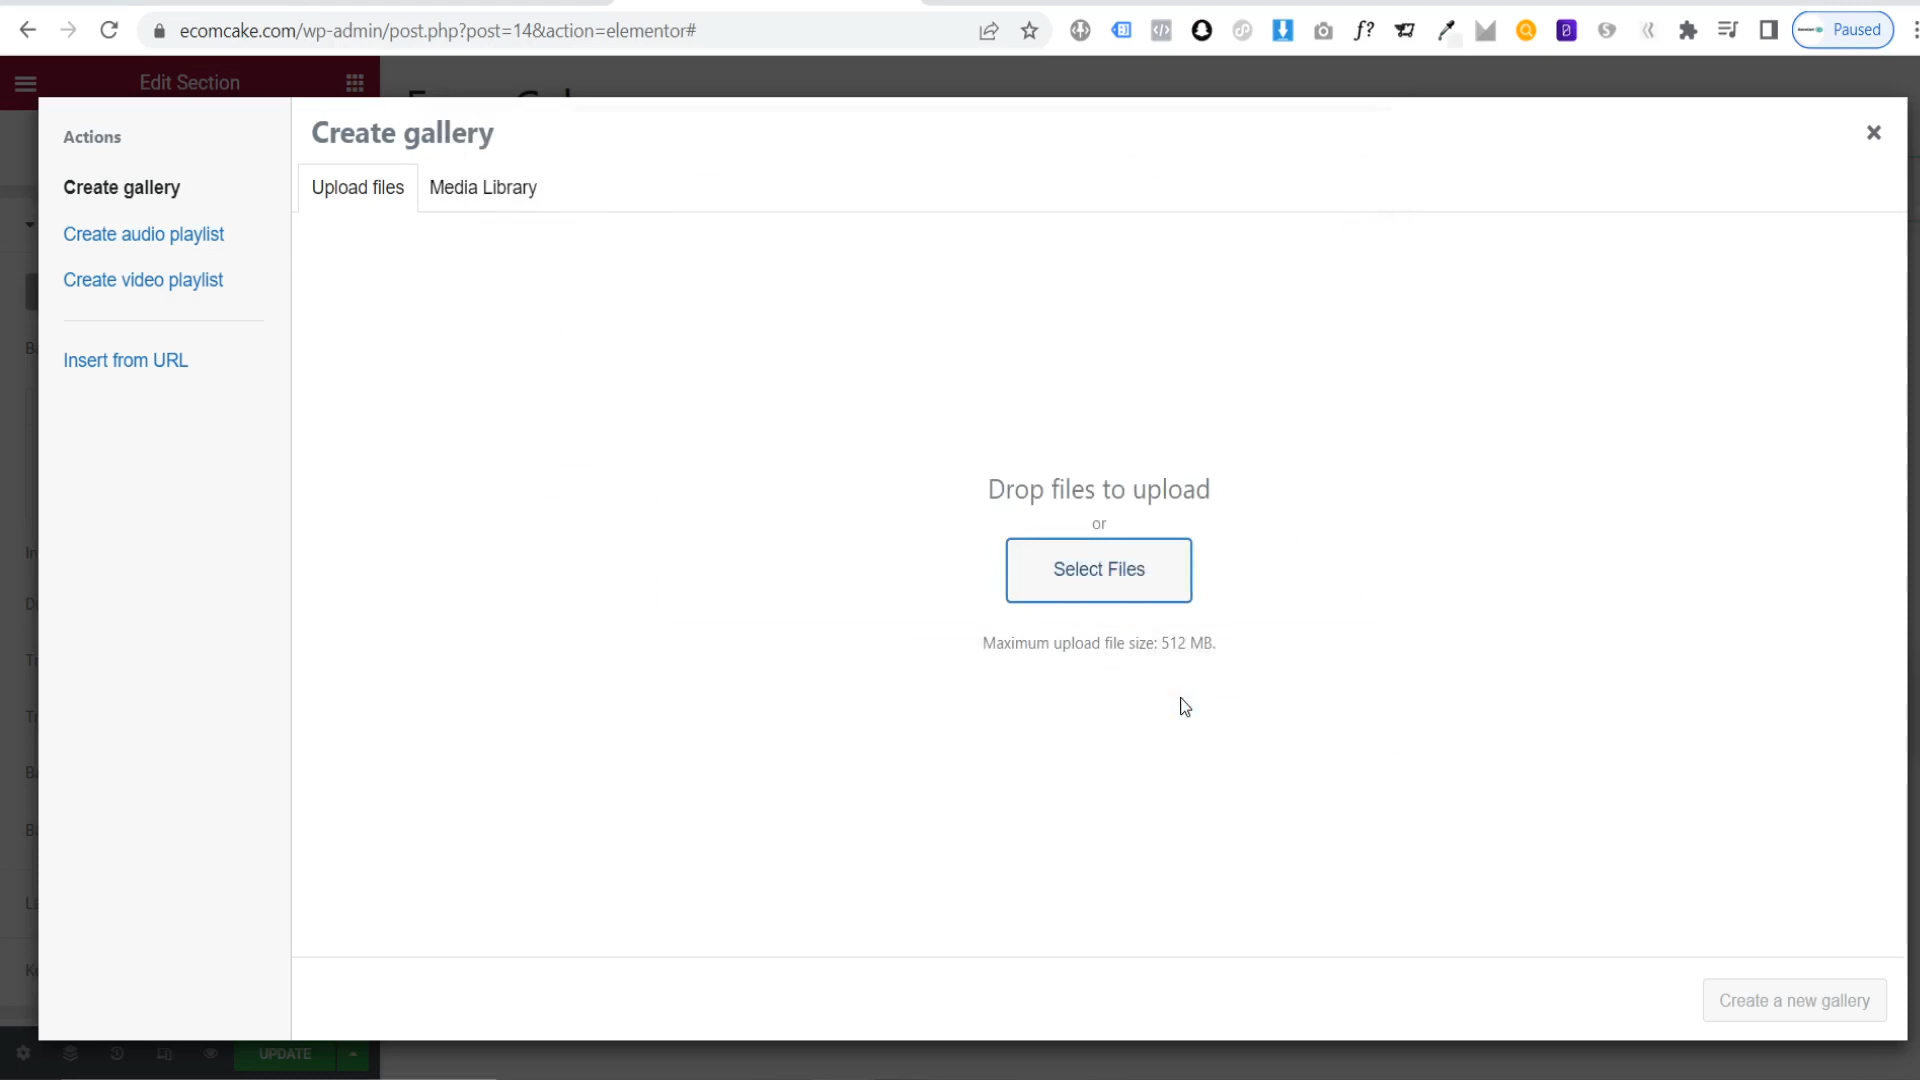 ecomcake.com/wp-admin/post.php?post=14&action=elementor#
f?
Paused
Edit Section
Actions
Create gallery
Create audio playlist
Create video playlist
Insert from URL
Create gallery
Upload files
Media Library
Drop files to upload
or
Select Files
Maximum upload file size: 512 MB.
Create a new gallery
UPDATE